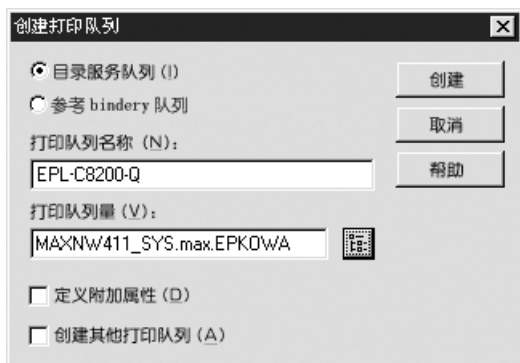 创建打印队列
目录服务队列 (I)
创建
参考 bindery 队列
取消
打印队列名称 (N):
EPL-C8200-Q
帮助
打印队列量 (V):
MAXNW411_SYS.max.EPKOWA
定义附加属性 (D)
创建其他打印队列 (A)